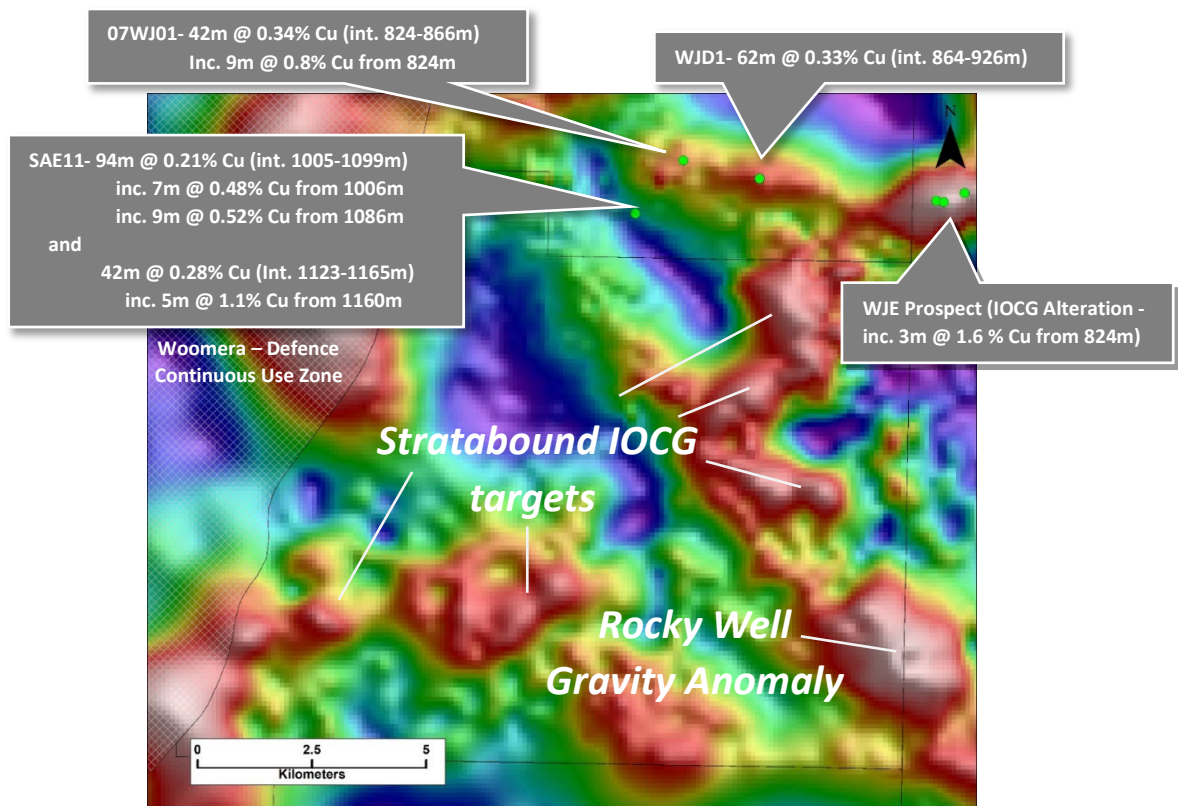 07WJ01- 42m @ 0.34% Cu (int. 824-866m)
Inc. 9m @ 0.8% Cu from 824m
WJD1- 62m @ 0.33% Cu (int. 864-926m)
SAE11- 94m @ 0.21% Cu (int. 1005-1099m)
inc. 7m @ 0.48% Cu from 1006m
inc. 9m @ 0.52% Cu from 1086m
and
42m @ 0.28% Cu (Int. 1123-1165m)
inc. 5m @ 1.1% Cu from 1160m
N
WJE Prospect (IOCG Alteration -
inc. 3m @ 1.6 % Cu from 824m)
Woomera – Defence
Continuous Use Zone
Stratabound IOCG
targets
Rocky Well
Gravity Anomaly
0 2.5 5
Kilometers